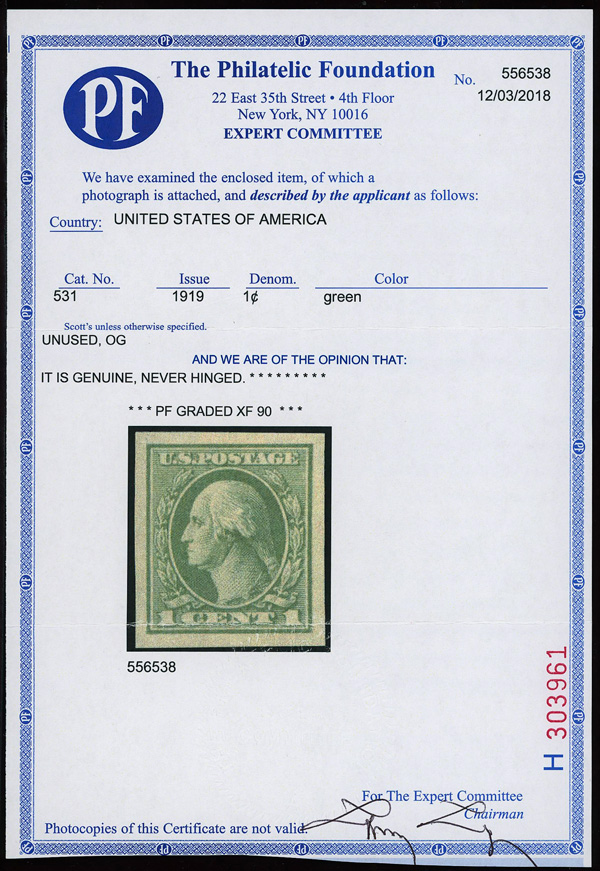 PF
The Philatelic Foundation
No. 556538
22 East 35th Street • 4th Floor
12/03/2018
New York, NY 10016
EXPERT COMMITTEE
We have examined the enclosed item, of which a
photograph is attached, and described by the applicant as follows:
Country: UNITED STATES OF AMERICA
Cat. No. Issue Denom. Color
531 1919 1¢ green
Scott's unless otherwise specified.
UNUSED, OG
AND WE ARE OF THE OPINION THAT:
IT IS GENUINE, NEVER HINGED. * * * * * * * * *
* * * PF GRADED XF 90 * * *
U.S. POSTAGE
1 CENT 1
556538
H 303961
For The Expert Committee
Chairman
Photocopies of this Certificate are not valid.